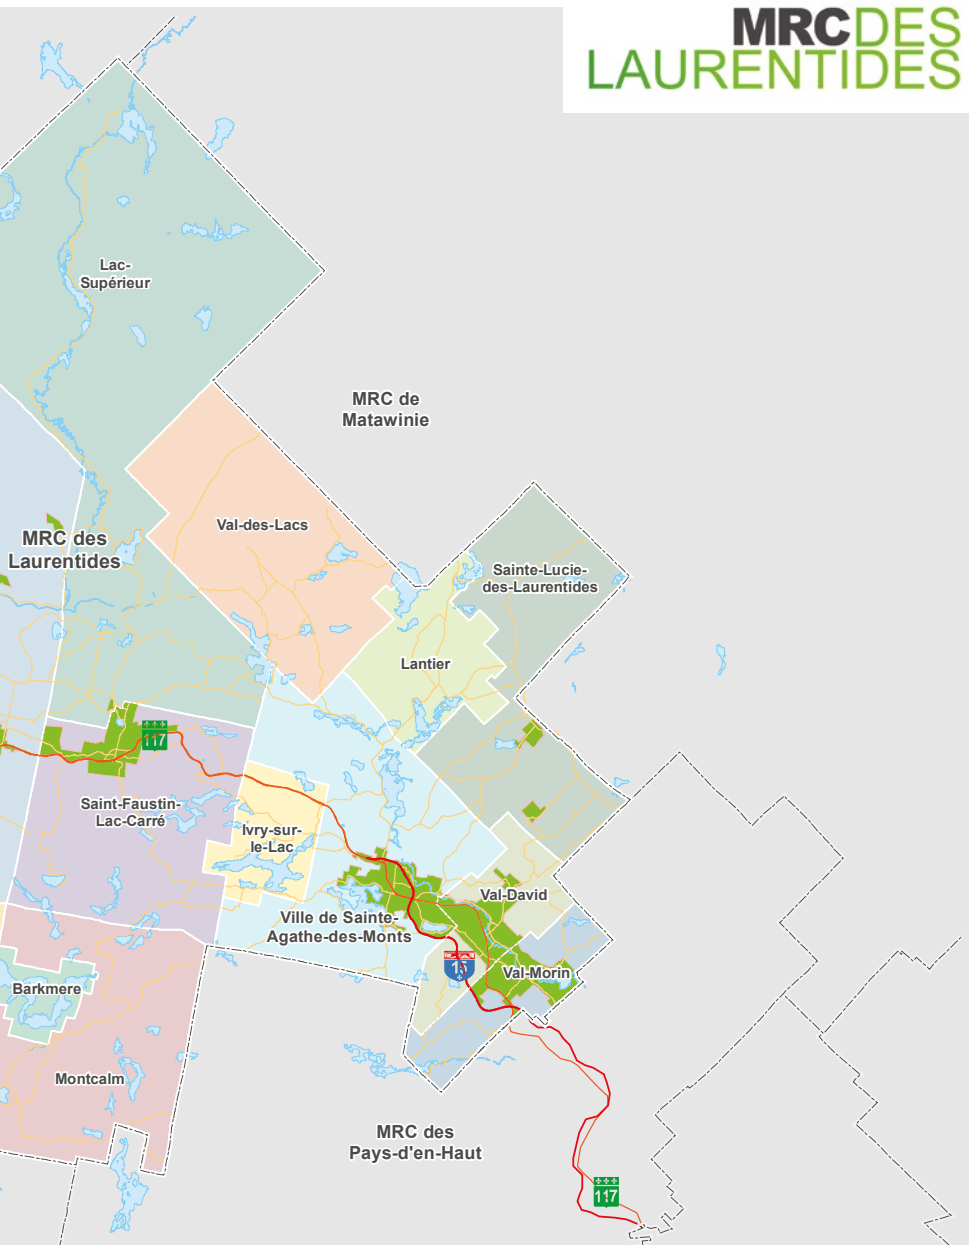 MRC DES
LAURENTIDES
Lac-
Supérieur
MRC de
Matawinie
Val-des-Lacs
MRC des
Laurentides
Sainte-Lucie-
des-Laurentides
Lantier
117
Saint-Faustin-
Lac-Carré
Ivry-sur-
le-Lac
Val-David
Ville de Sainte-
Agathe-des-Monts
15
Val-Morin
Barkmere
Montcalm
MRC des
Pays-d'en-Haut
117